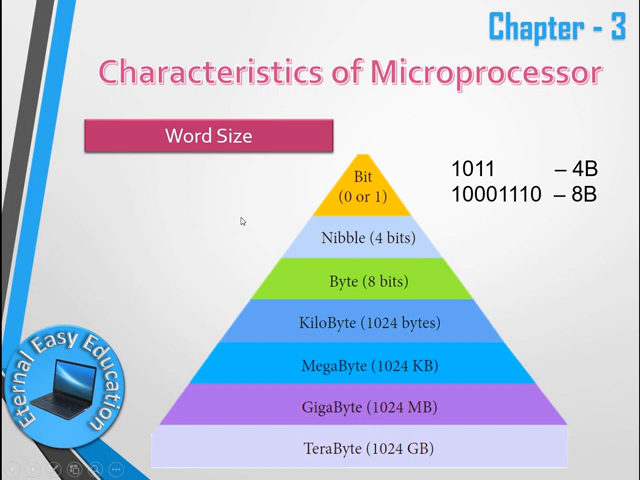 Chapter - 3
Characteristics of Microprocessor
Word Size
1011 – 4B
10001110 – 8B
Bit
(0 or 1)
Nibble (4 bits)
Byte (8 bits)
KiloByte (1024 bytes)
MegaByte (1024 KB)
GigaByte (1024 MB)
TeraByte (1024 GB)
Eternal Easy Education